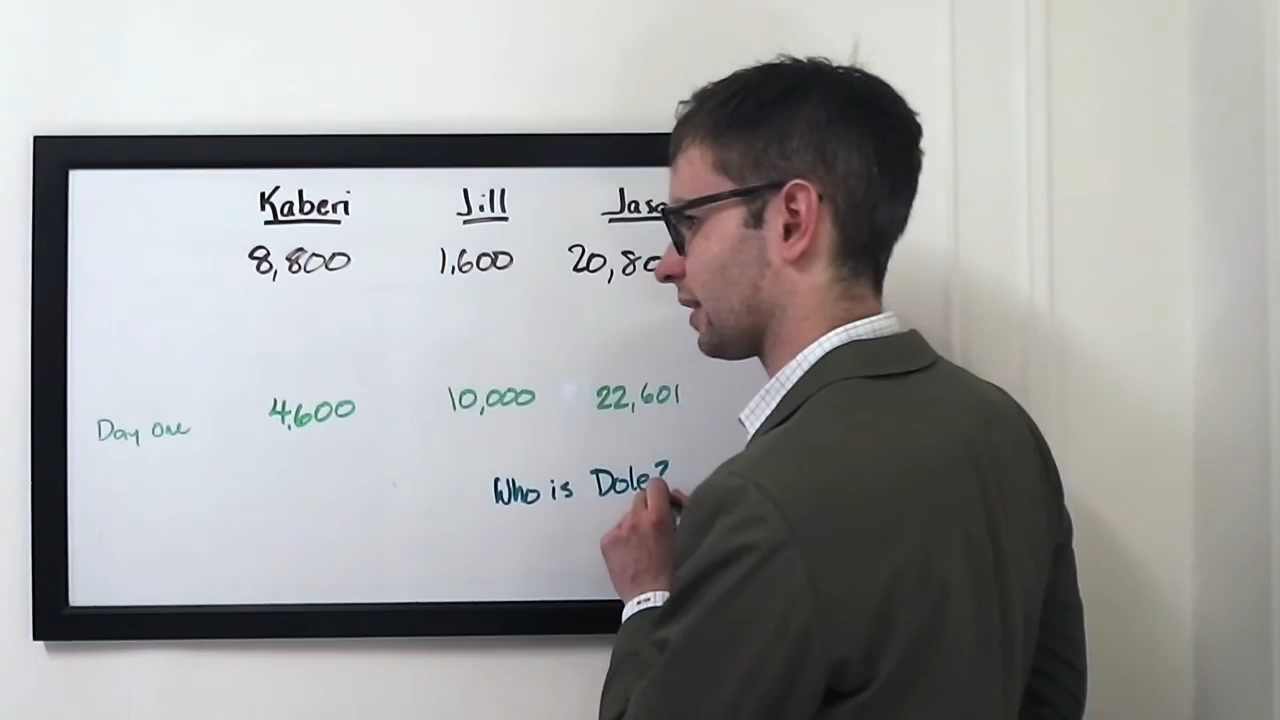 Kaberi Jill
8,800 1,600
Day one 4,600 10,000 22,601
Who is Dole?